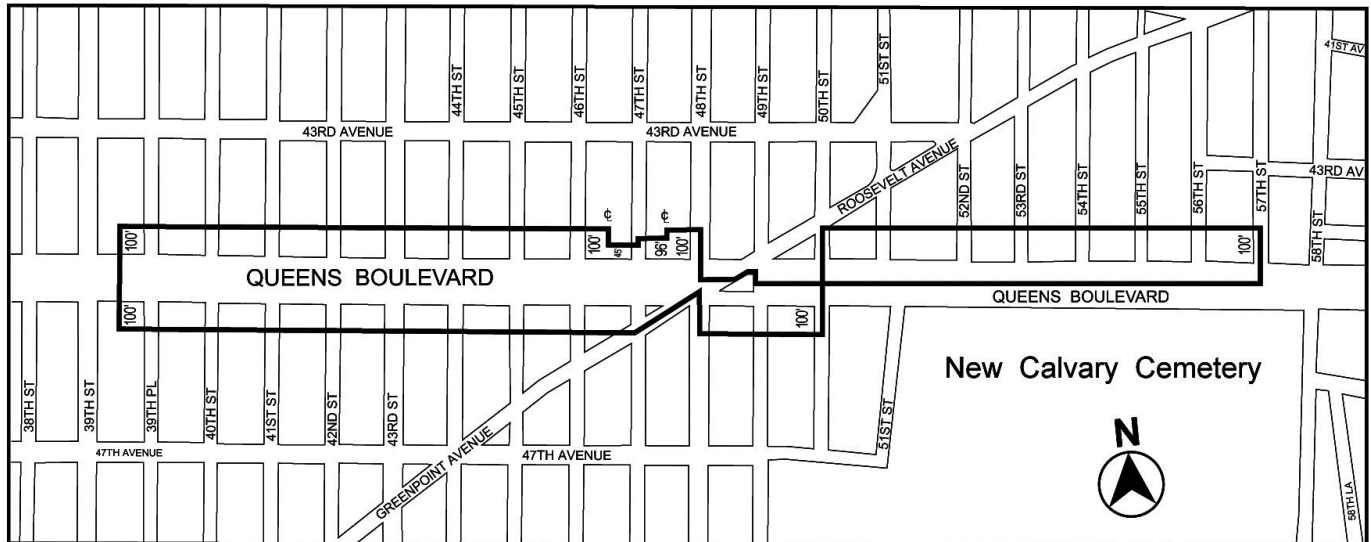 44TH ST
45TH ST
46TH ST
47TH ST
48TH ST
49TH ST
50TH ST
51ST ST
41ST AV
43RD AVENUE
43RD AVENUE
ROOSEVELT AVENUE
52ND ST
53RD ST
54TH ST
55TH ST
56TH ST
57TH ST
58TH ST
43RD AV
℄
℄
100'
100'
45'
96'
100'
100'
QUEENS BOULEVARD
QUEENS BOULEVARD
100'
100'
New Calvary Cemetery
38TH ST
39TH ST
39TH PL
40TH ST
41ST ST
42ND ST
43RD ST
51ST ST
47TH AVENUE
GREENPOINT AVENUE
47TH AVENUE
N
58TH LA